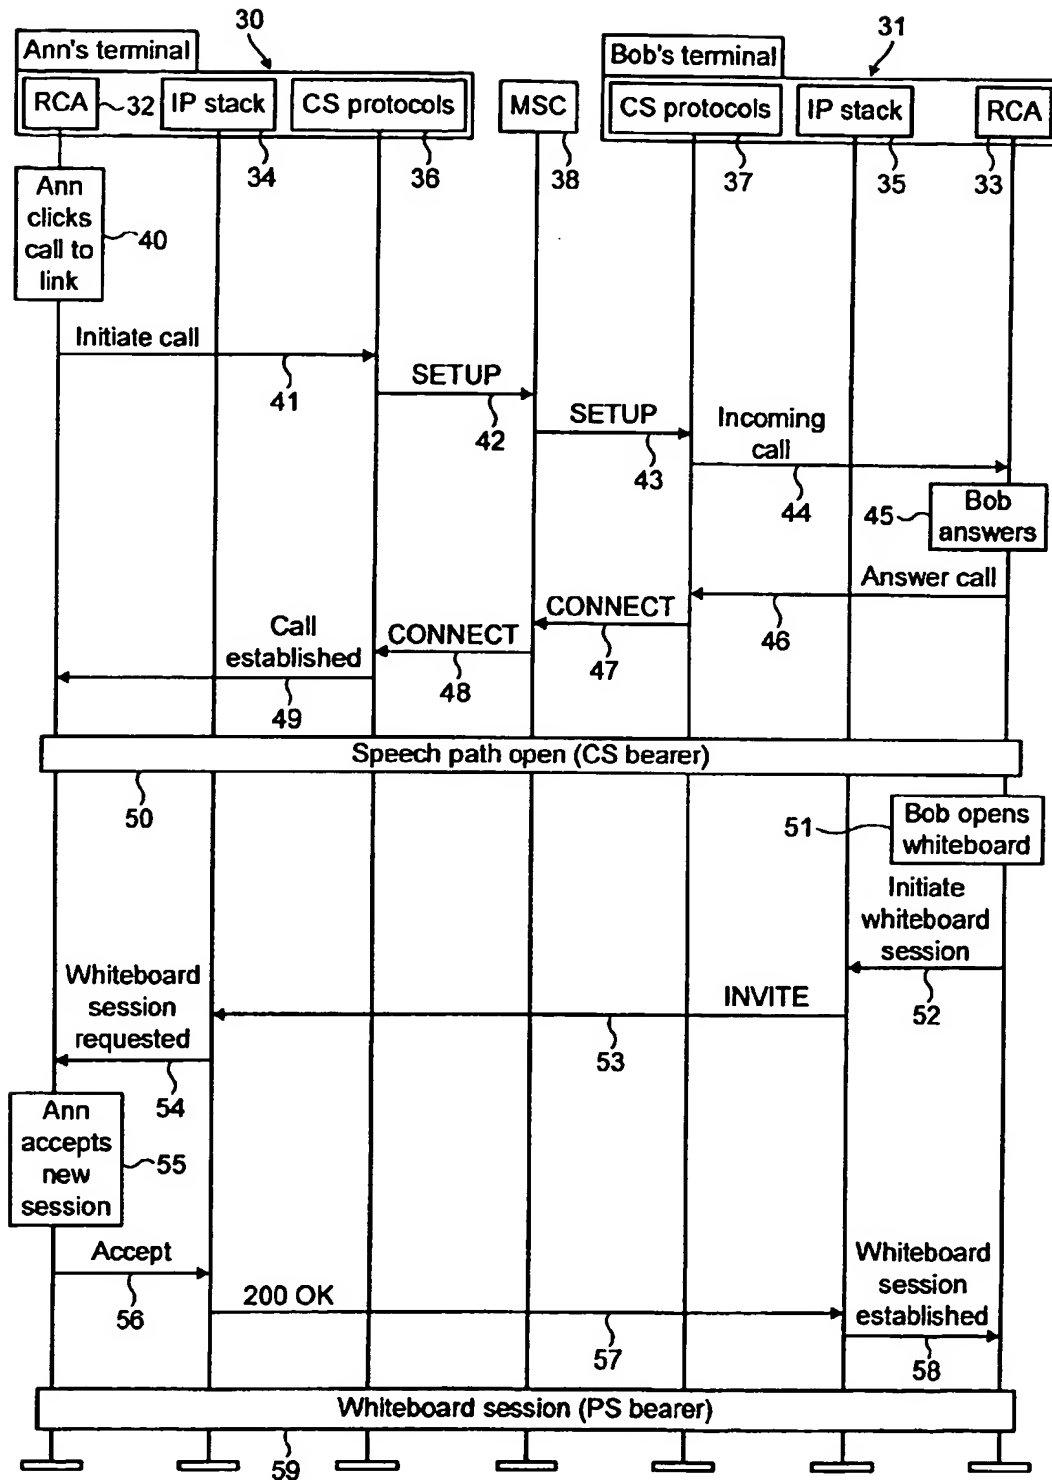 30
31
Ann's terminal
Bob's terminal
RCA
32
IP stack
CS protocols
MSC
CS protocols
IP stack
RCA
34
36
38
37
35
33
Ann
clicks
call to
link
40
Initiate call
41
SETUP
42
SETUP
43
Incoming
call
44
45
Bob
answers
Answer call
46
CONNECT
47
CONNECT
48
Call
established
49
Speech path open (CS bearer)
50
51
Bob opens
whiteboard
Initiate
whiteboard
session
52
INVITE
53
Whiteboard
session
requested
54
Ann
accepts
new
session
55
Accept
56
200 OK
57
Whiteboard
session
established
58
Whiteboard session (PS bearer)
59